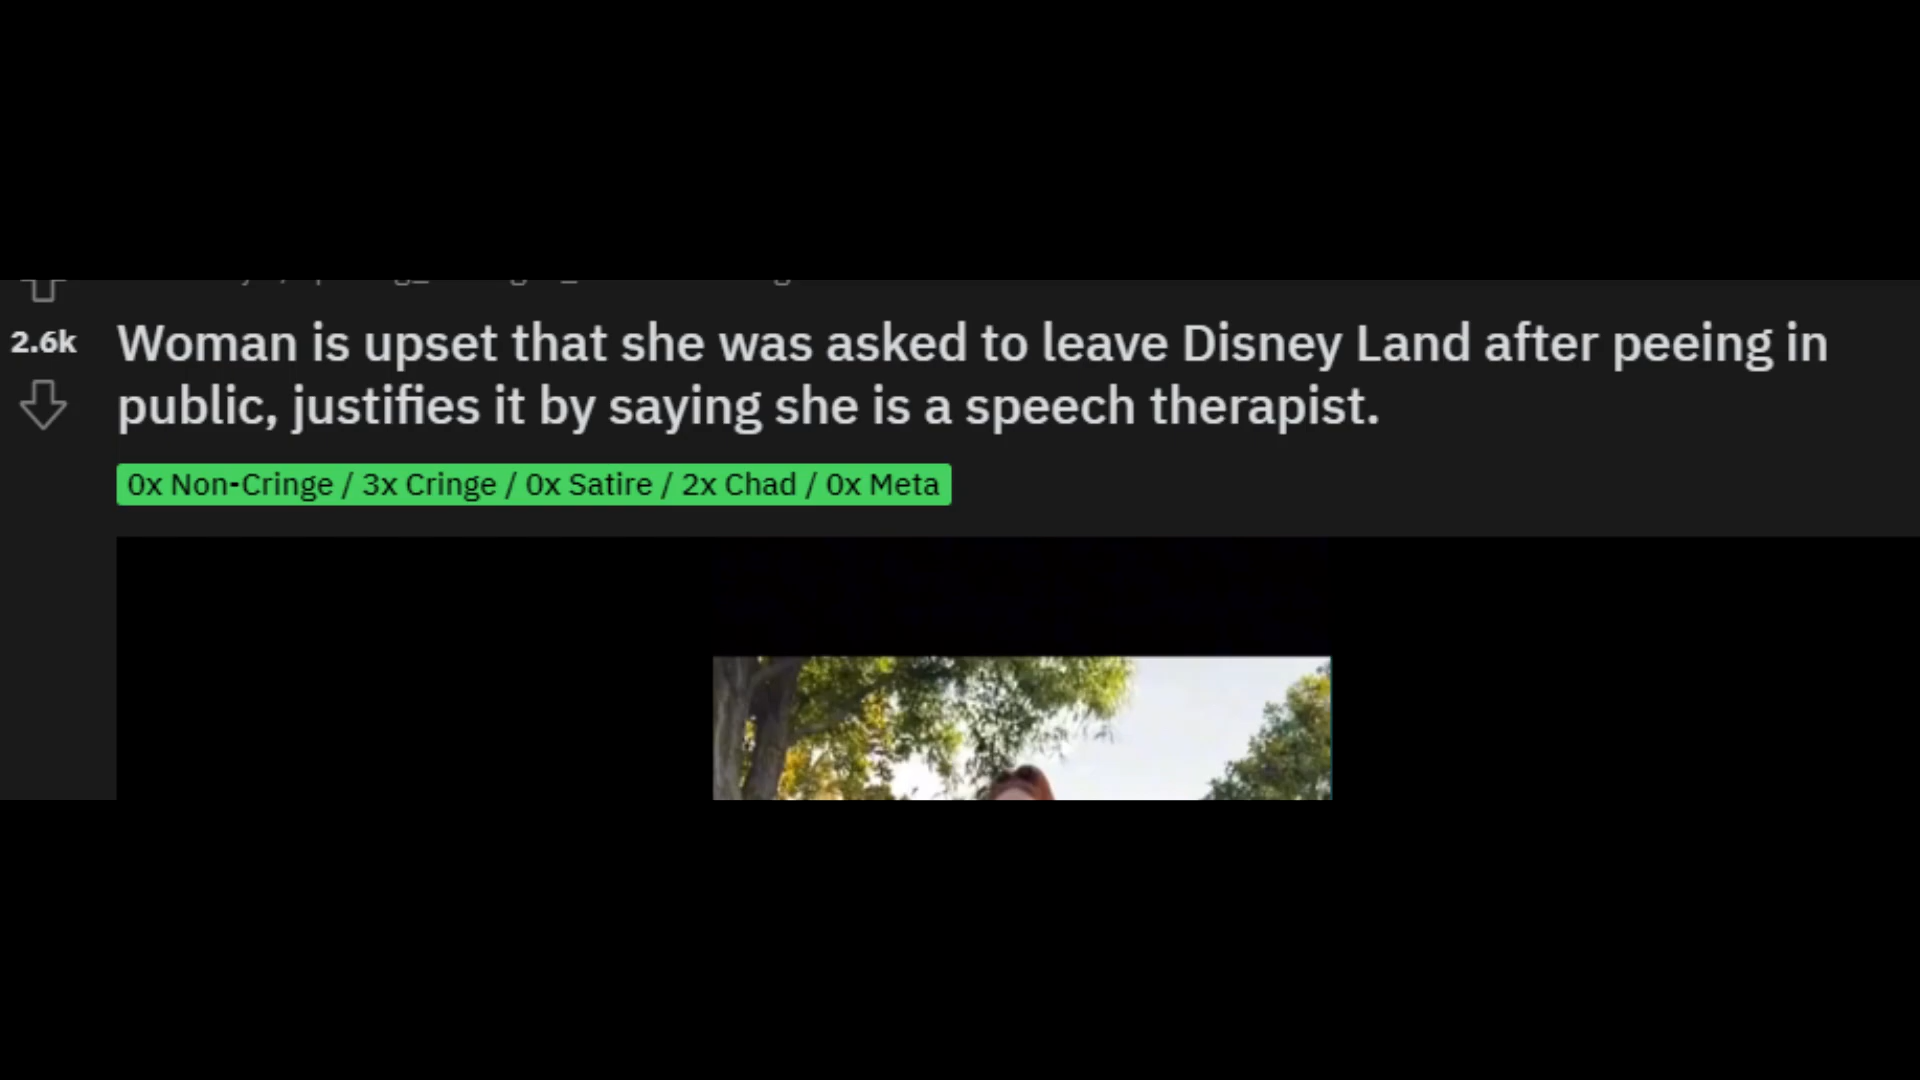 2.6k
Woman is upset that she was asked to leave Disney Land after peeing in
public, justifies it by saying she is a speech therapist.
0x Non-Cringe / 3x Cringe / 0x Satire / 2x Chad / 0x Meta